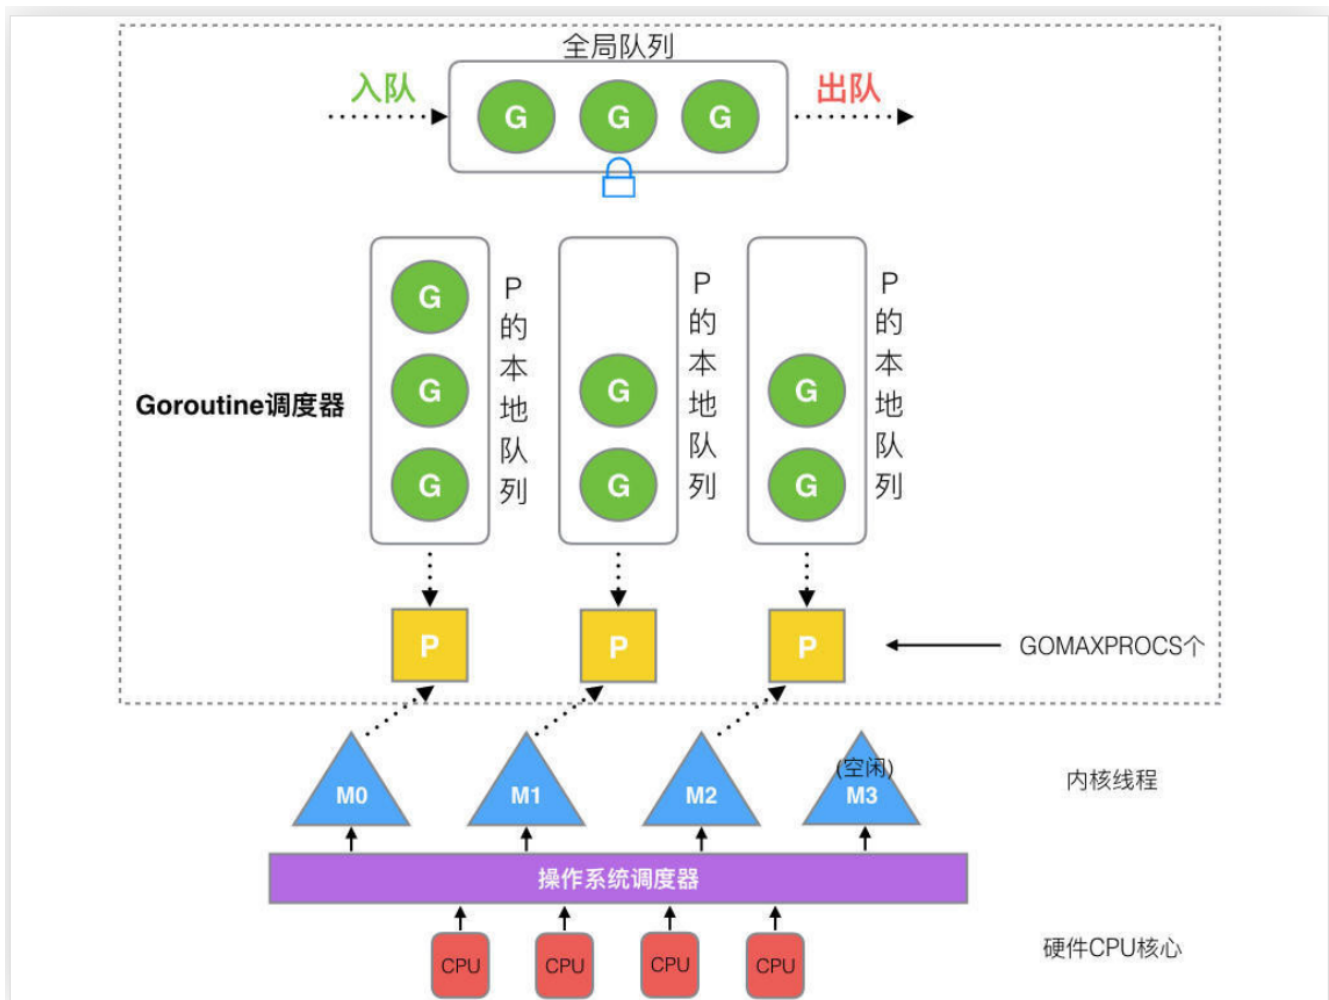 全局队列
入队
出队
G G G
G
G G G
G G G
P的本地队列
P的本地队列
P的本地队列
Goroutine调度器
P P P
GOMAXPROCS个
(空闲)
M0 M1 M2 M3
内核线程
操作系统调度器
CPU CPU CPU CPU
硬件CPU核心